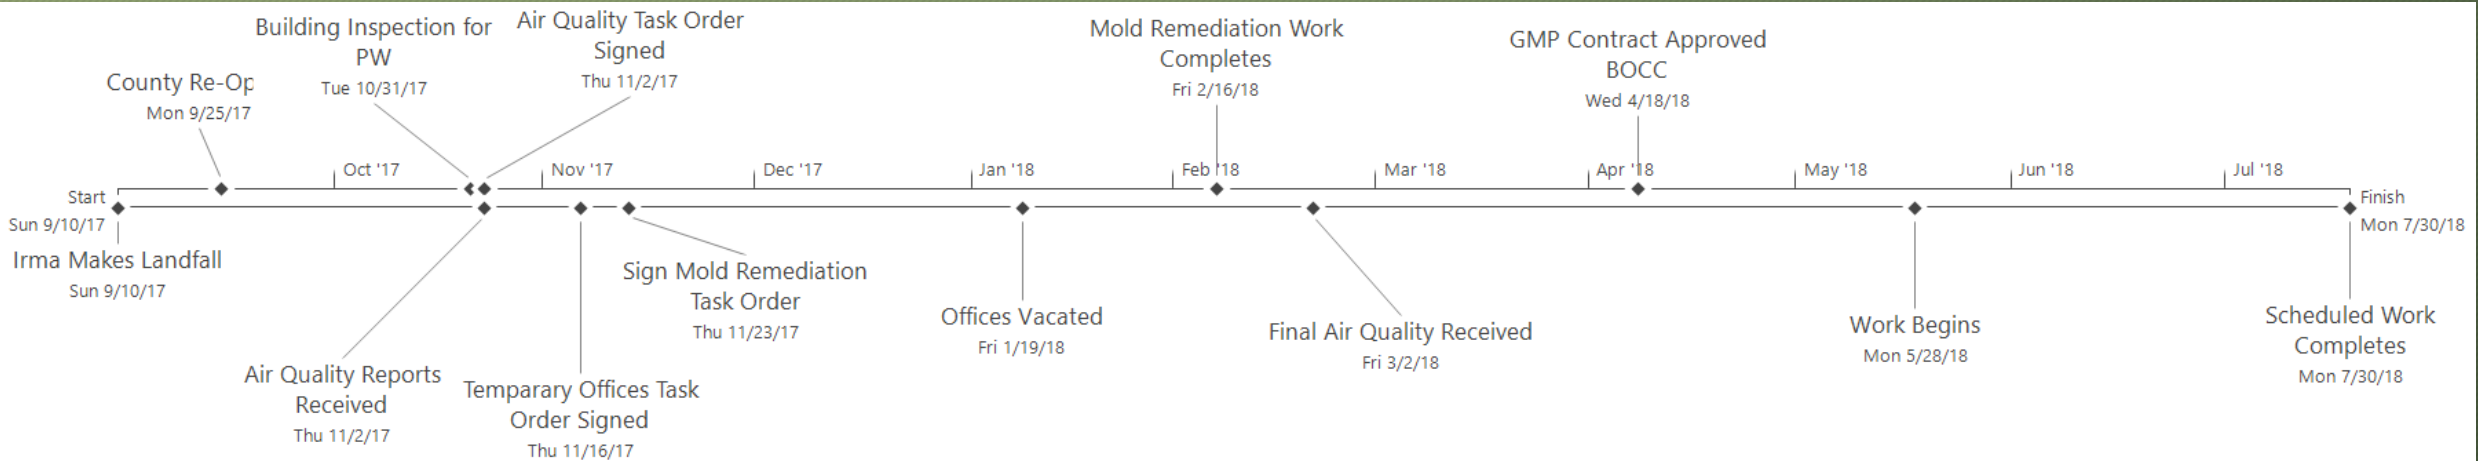 Building Inspection for
PW
Tue 10/31/17
Air Quality Task Order
Signed
Thu 11/2/17
County Re-Op
Mon 9/25/17
Mold Remediation Work
Completes
Fri 2/16/18
GMP Contract Approved
BOCC
Wed 4/18/18
Oct '17
Nov '17
Dec '17
Jan '18
Feb '18
Mar '18
Apr '18
May '18
Jun '18
Jul '18
Start
Sun 9/10/17
Finish
Mon 7/30/18
Irma Makes Landfall
Sun 9/10/17
Air Quality Reports
Received
Thu 11/2/17
Temparary Offices Task
Order Signed
Thu 11/16/17
Sign Mold Remediation
Task Order
Thu 11/23/17
Offices Vacated
Fri 1/19/18
Final Air Quality Received
Fri 3/2/18
Work Begins
Mon 5/28/18
Scheduled Work
Completes
Mon 7/30/18